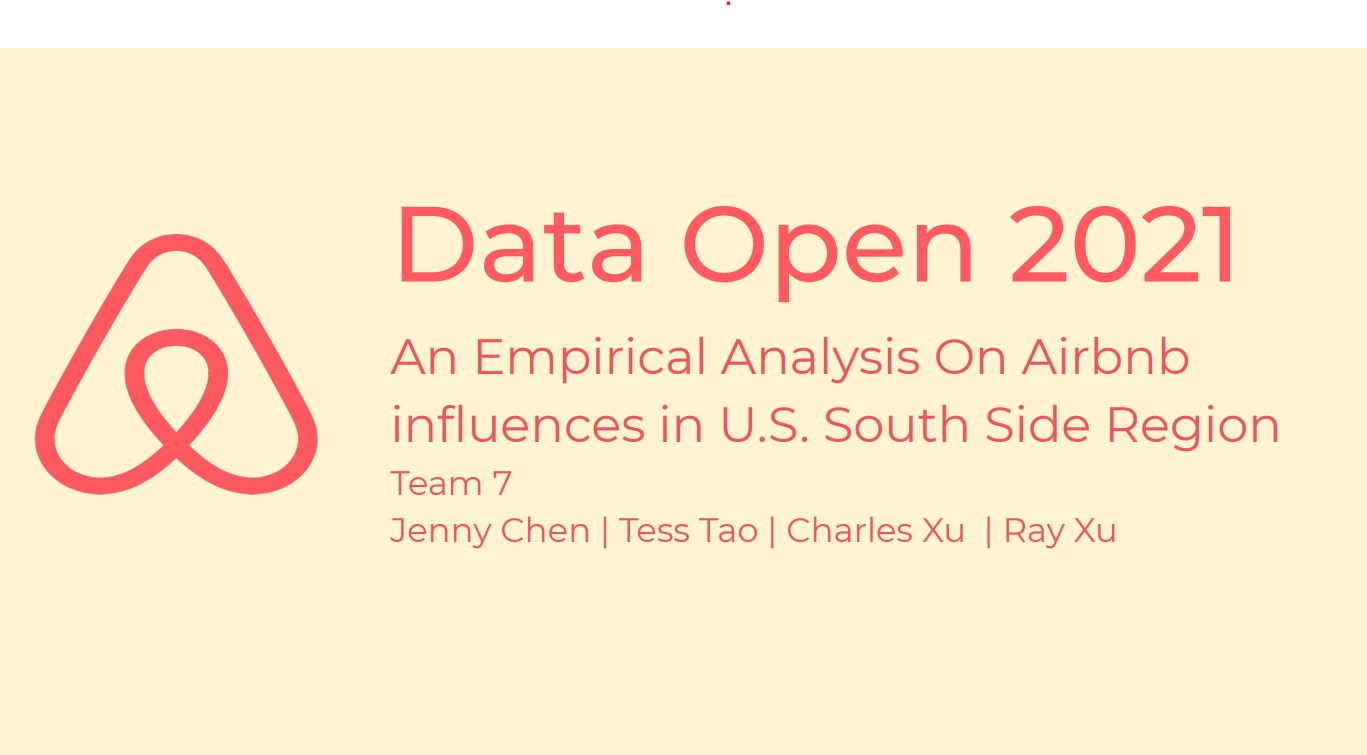 Data Open 2021
An Empirical Analysis On Airbnb
influences in U.S. South Side Region
Team 7
Jenny Chen | Tess Tao | Charles Xu | Ray Xu